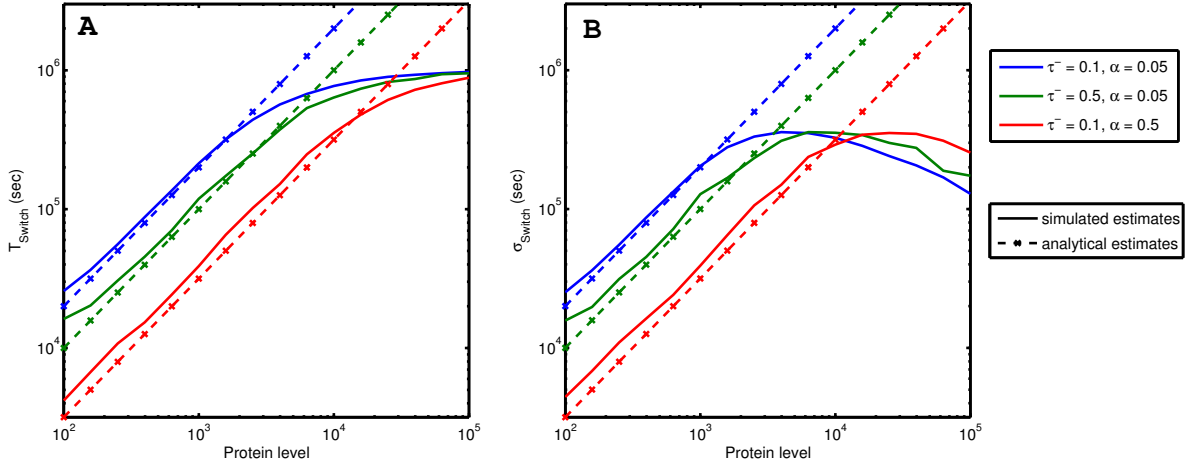 A
B
T_Switch (sec)
10^6
10^5
10^4
10^2
10^3
10^4
10^5
Protein level
σ_Switch (sec)
10^6
10^5
10^4
10^2
10^3
10^4
10^5
Protein level
τ^- = 0.1, α = 0.05
τ^- = 0.5, α = 0.05
τ^- = 0.1, α = 0.5
simulated estimates
analytical estimates